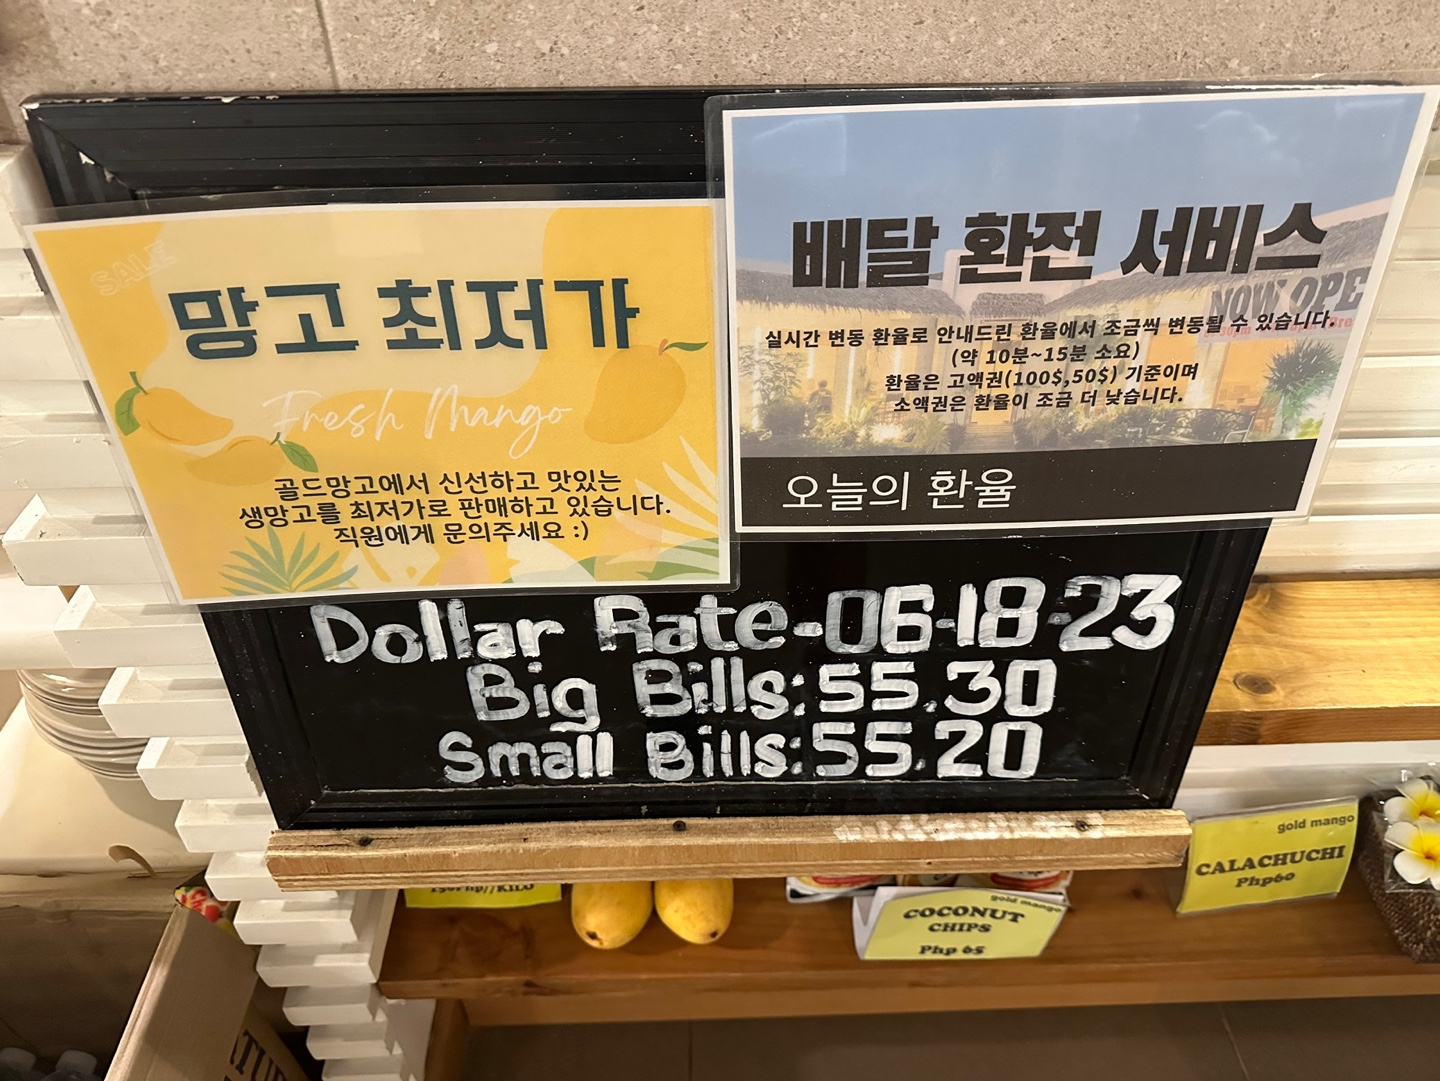 SALE
망고 최저가
Fresh Mango
골드망고에서 신선하고 맛있는
생망고를 최저가로 판매하고 있습니다.
직원에게 문의주세요 :)
배달 환전 서비스
NOW OPE
실시간 변동 환율로 안내드린 환율에서 조금씩 변동될 수 있습니다.
(약 10분~15분 소요)
환율은 고액권(100$,50$) 기준이며
소액권은 환율이 조금 더 낮습니다.
오늘의 환율
Dollar Rate-06-18-23
Big Bills:55.30
Small Bills:55.20
gold mango
CALACHUCHI
Php60
gold mango
COCONUT
CHIPS
Php 65